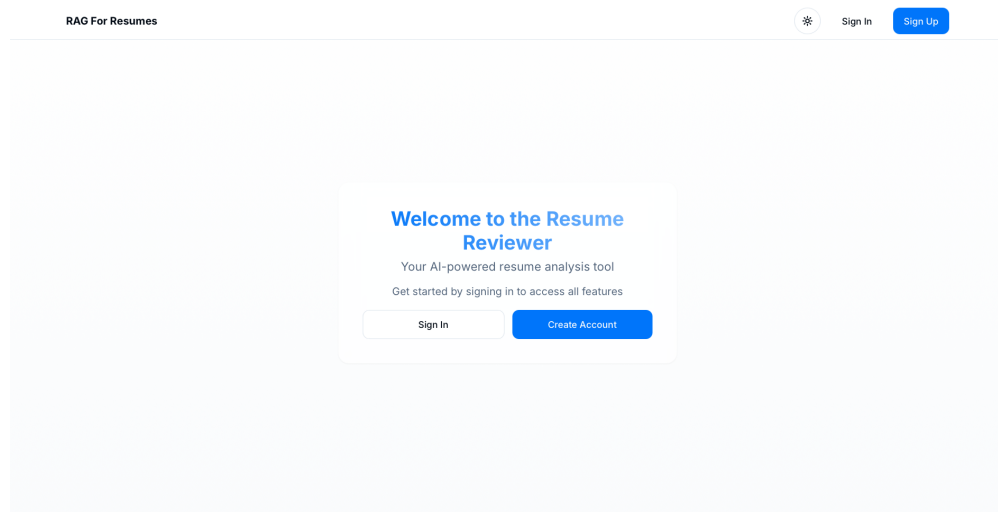 RAG For Resumes
Sign In
Sign Up
Welcome to the Resume
Reviewer
Your AI-powered resume analysis tool
Get started by signing in to access all features
Sign In
Create Account